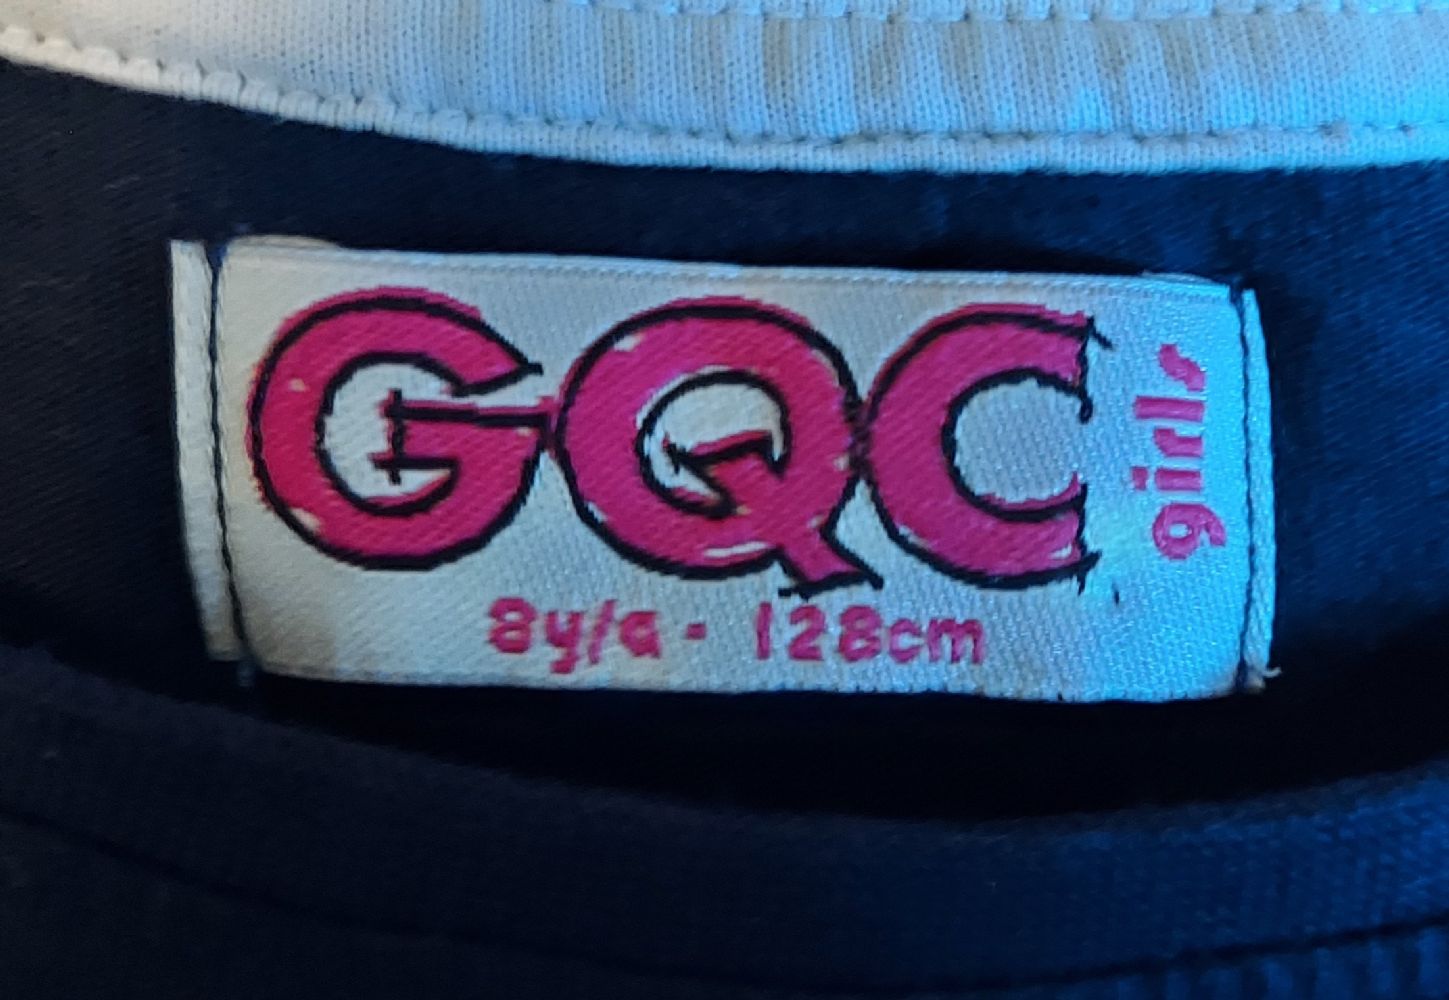 GQC
girls
8y/a - 128cm